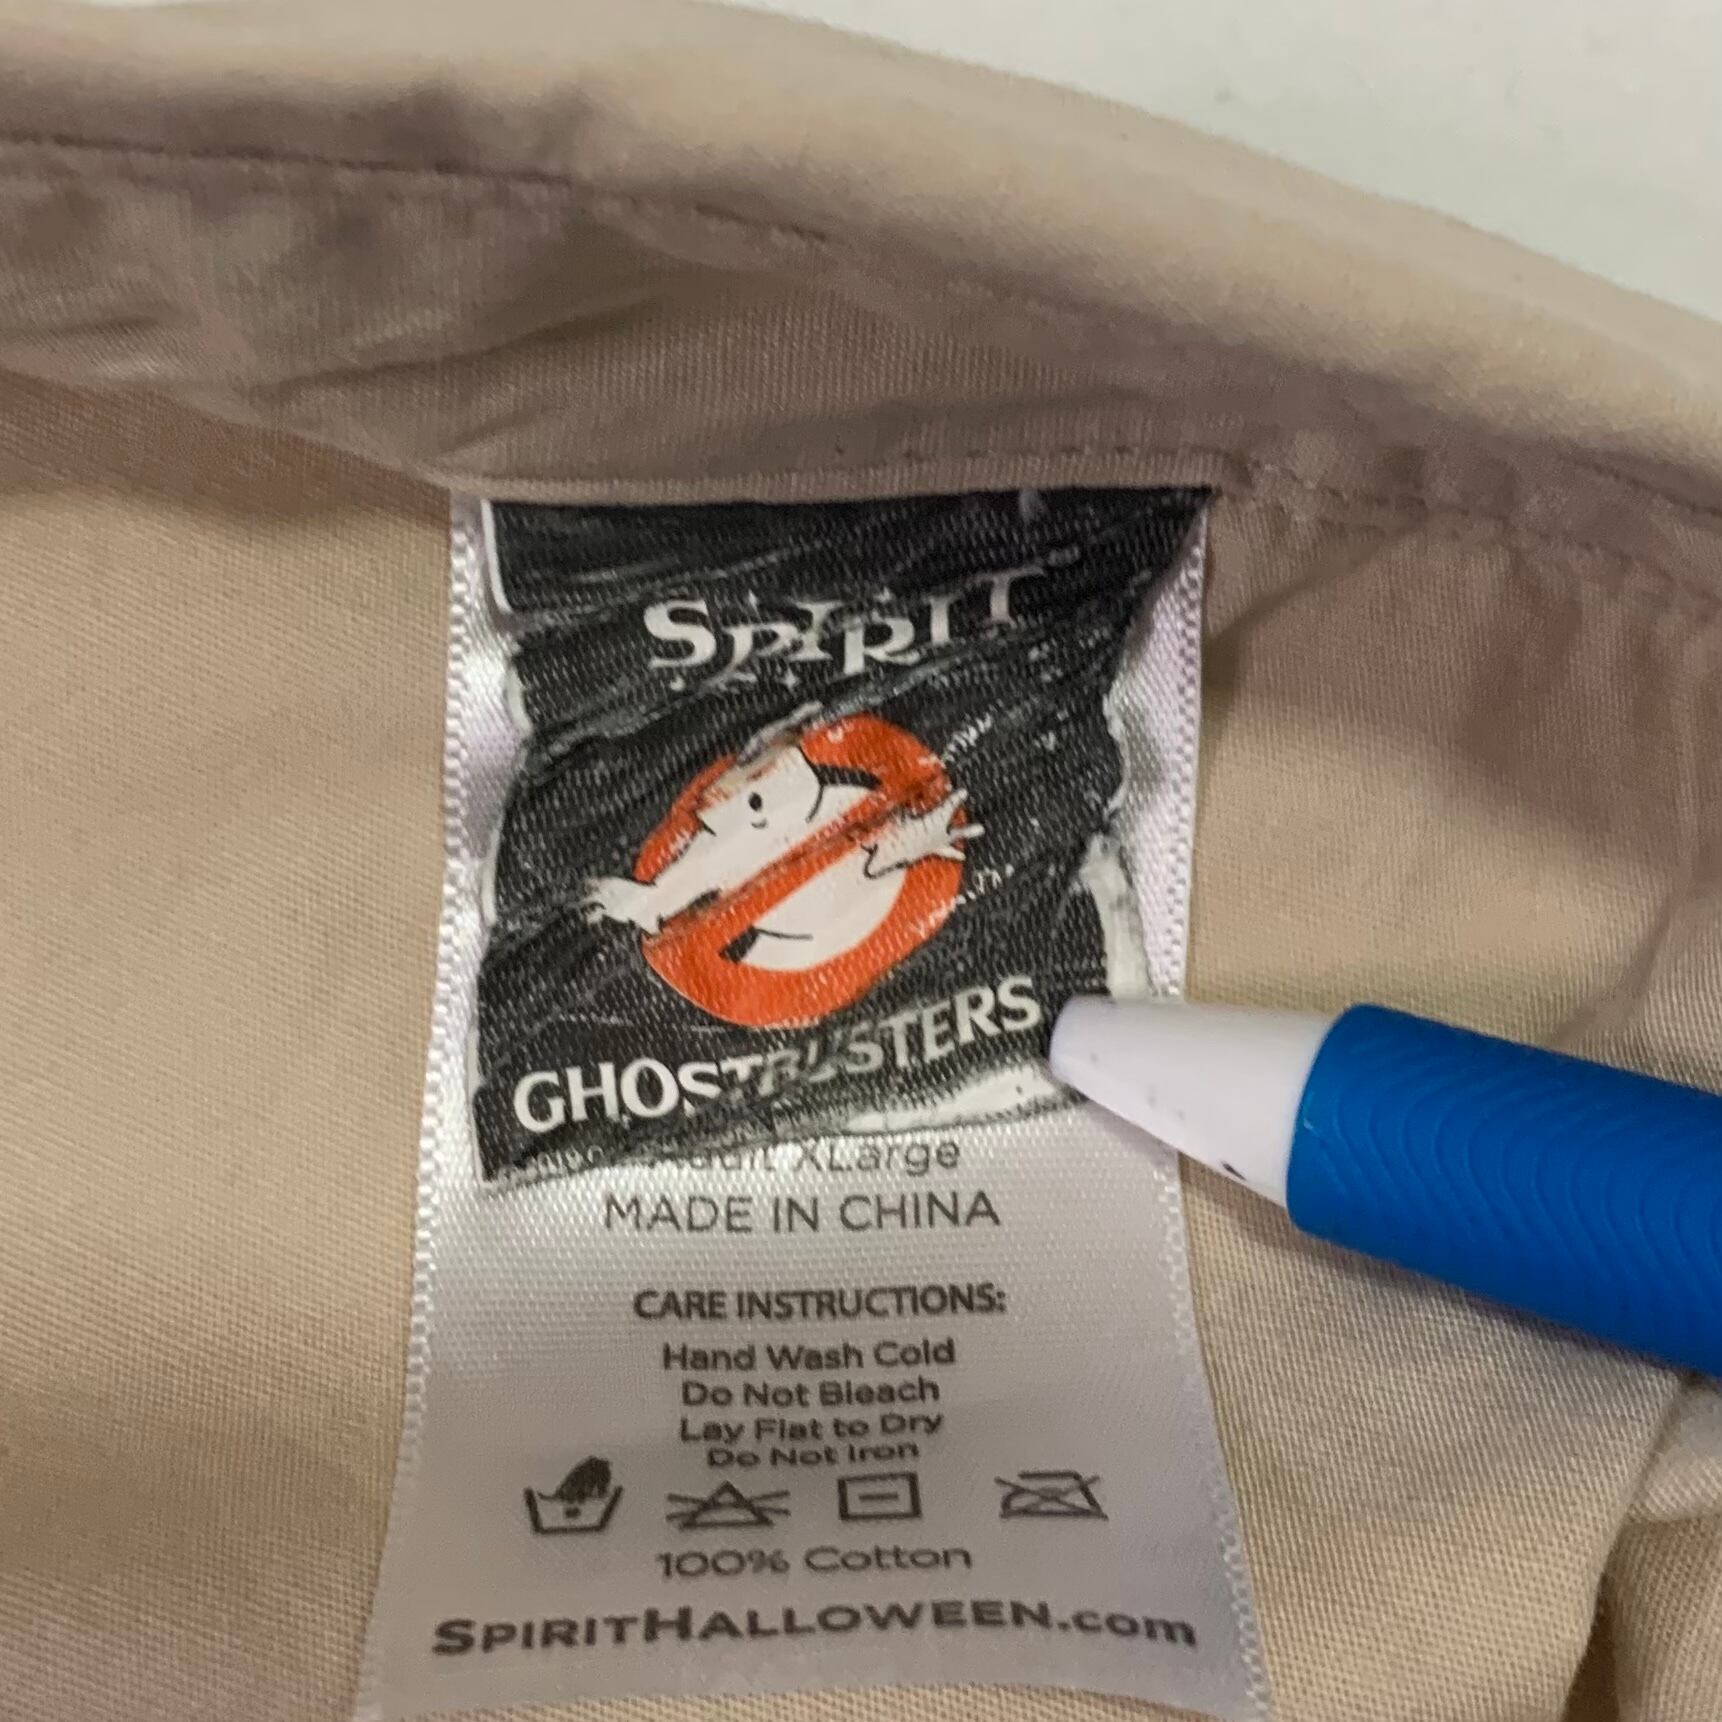 SPIRIT
GHOSTBUSTERS
Adult XLarge
MADE IN CHINA
CARE INSTRUCTIONS:
Hand Wash Cold
Do Not Bleach
Lay Flat to Dry
Do Not Iron
100% Cotton
SPIRITHALLOWEEN.com